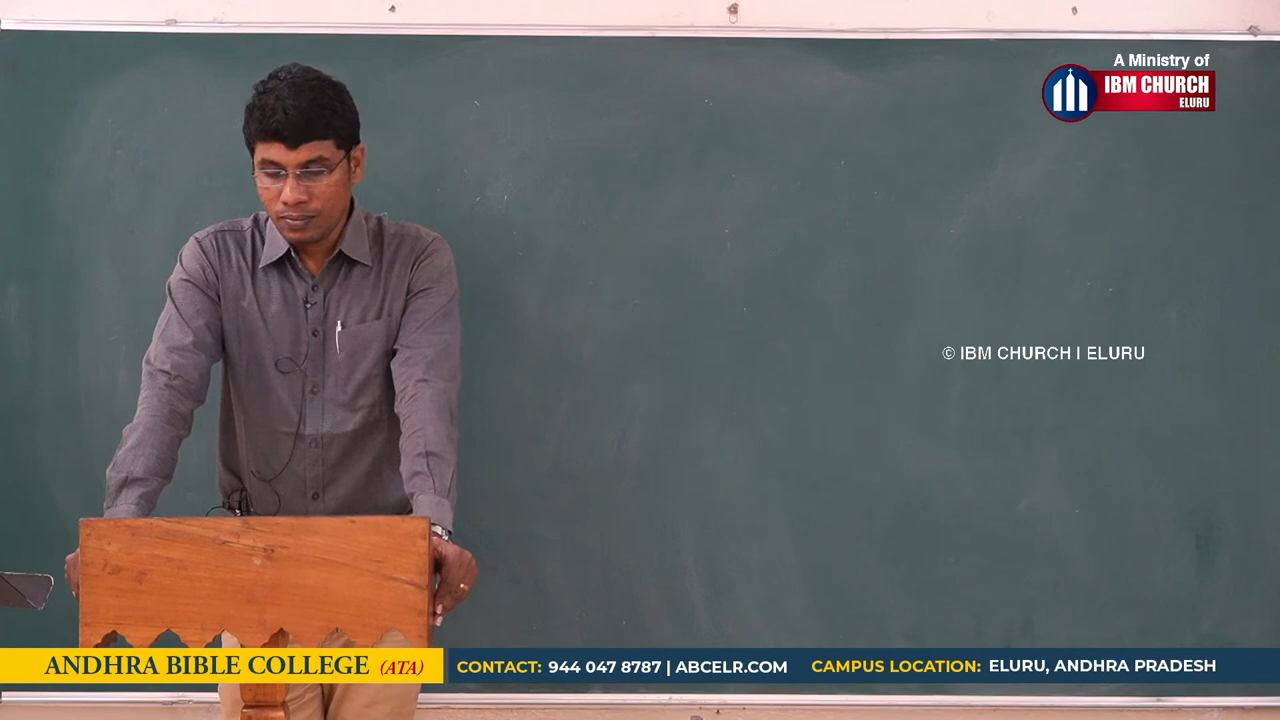 A Ministry of
IBM CHURCH
ELURU
© IBM CHURCH I ELURU
ANDHRA BIBLE COLLEGE (ATA)
CONTACT: 944 047 8787 | ABCELR.COM
CAMPUS LOCATION: ELURU, ANDHRA PRADESH